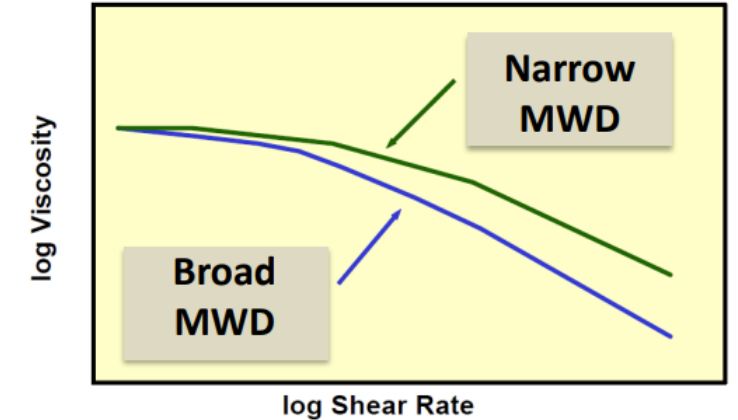 Narrow
MWD
log Viscosity
Broad
MWD
log Shear Rate